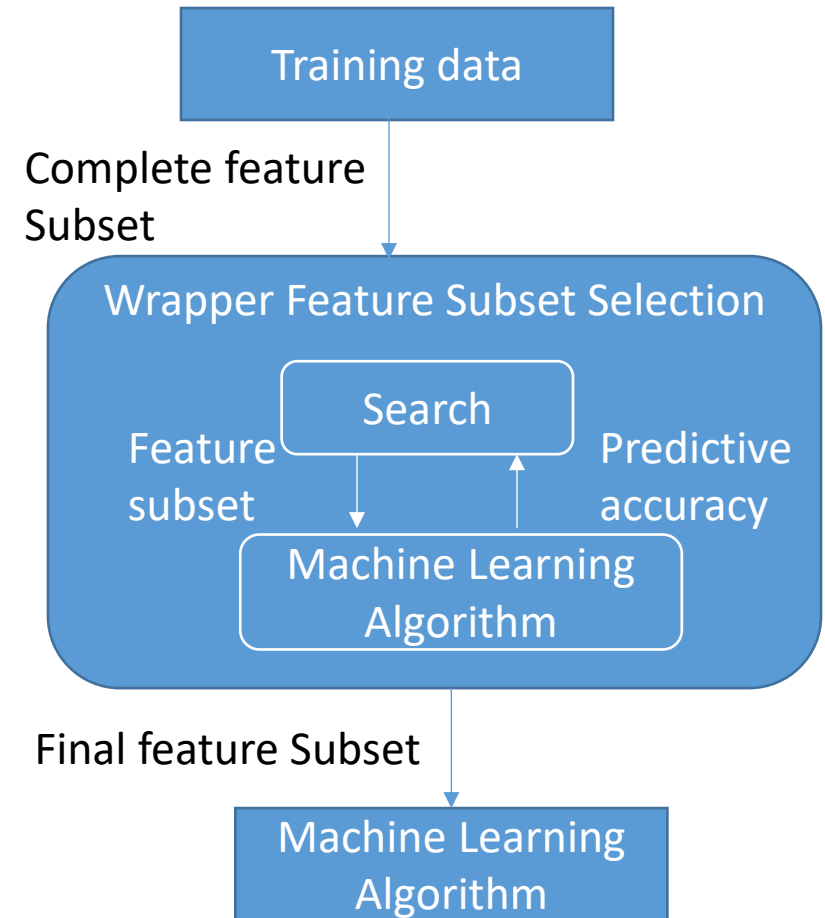 Training data
Complete feature
Subset
Wrapper Feature Subset Selection
Search
Feature
subset
Predictive
accuracy
Machine Learning
Algorithm
Final feature Subset
Machine Learning
Algorithm